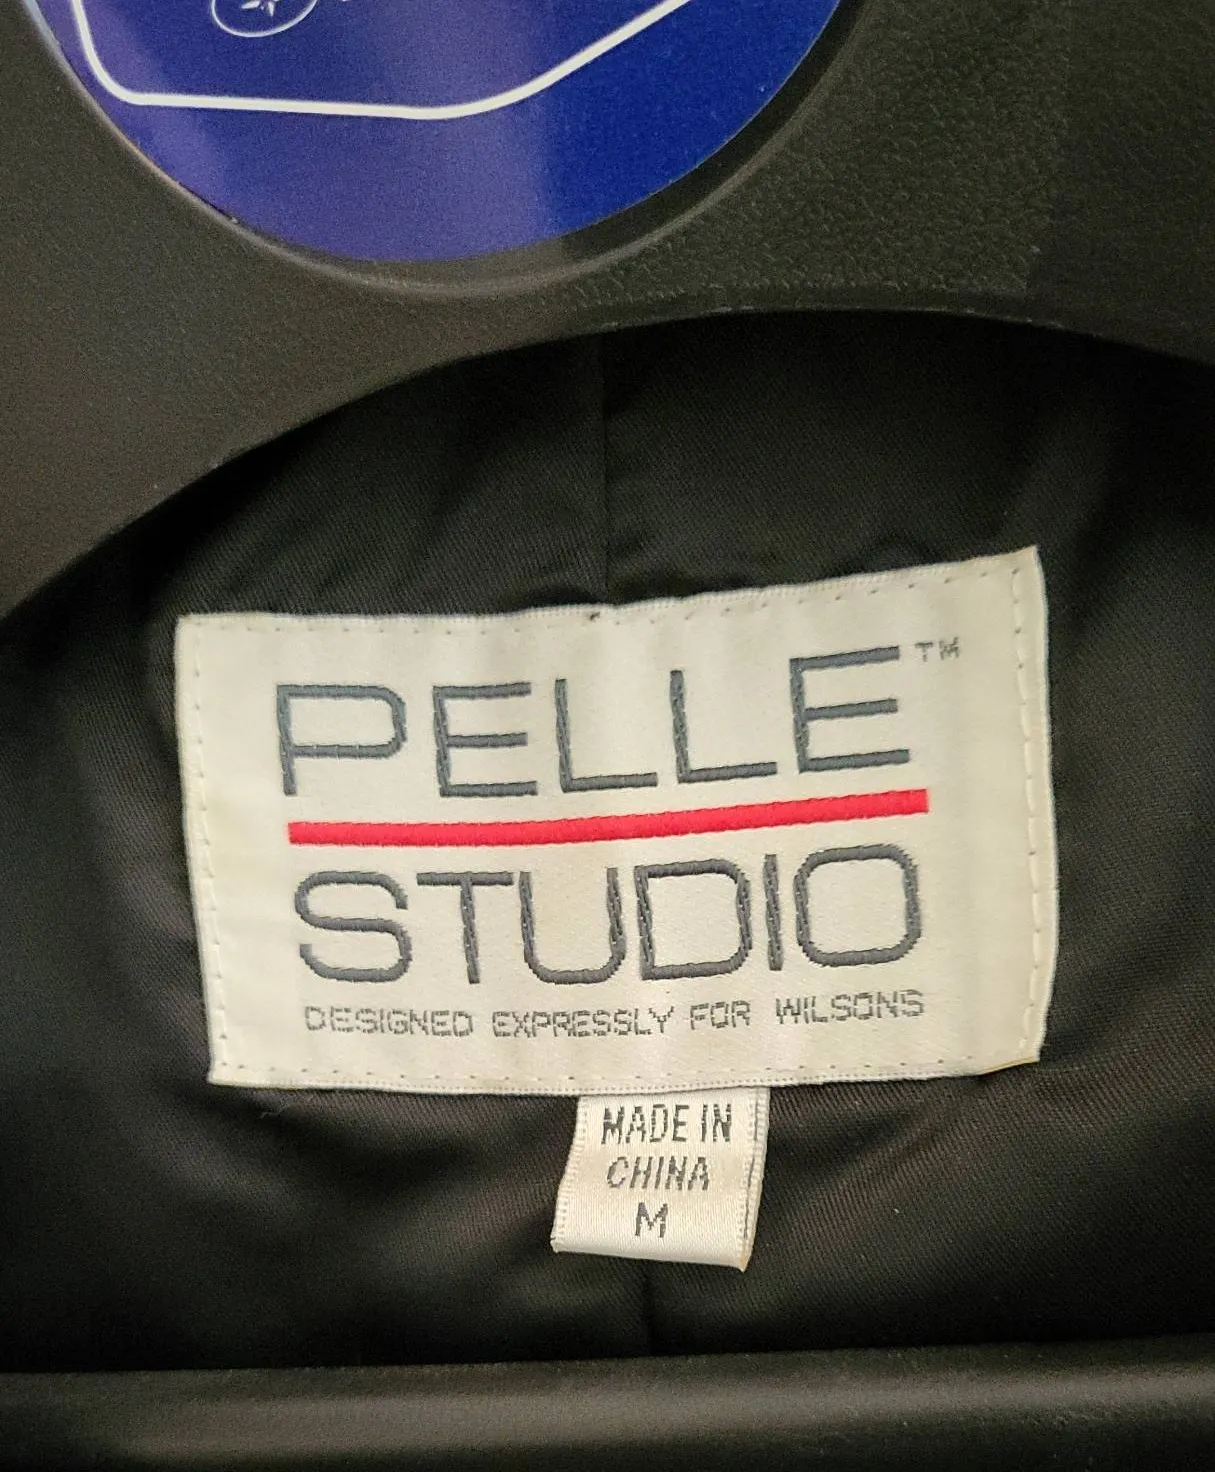 PELLE™
STUDIO
DESIGNED EXPRESSLY FOR WILSONS
MADE IN
CHINA
M